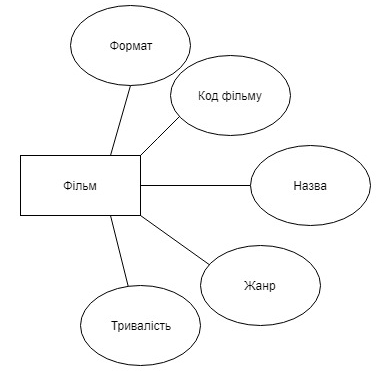 Формат
Код фільму
Фільм
Назва
Жанр
Тривалість